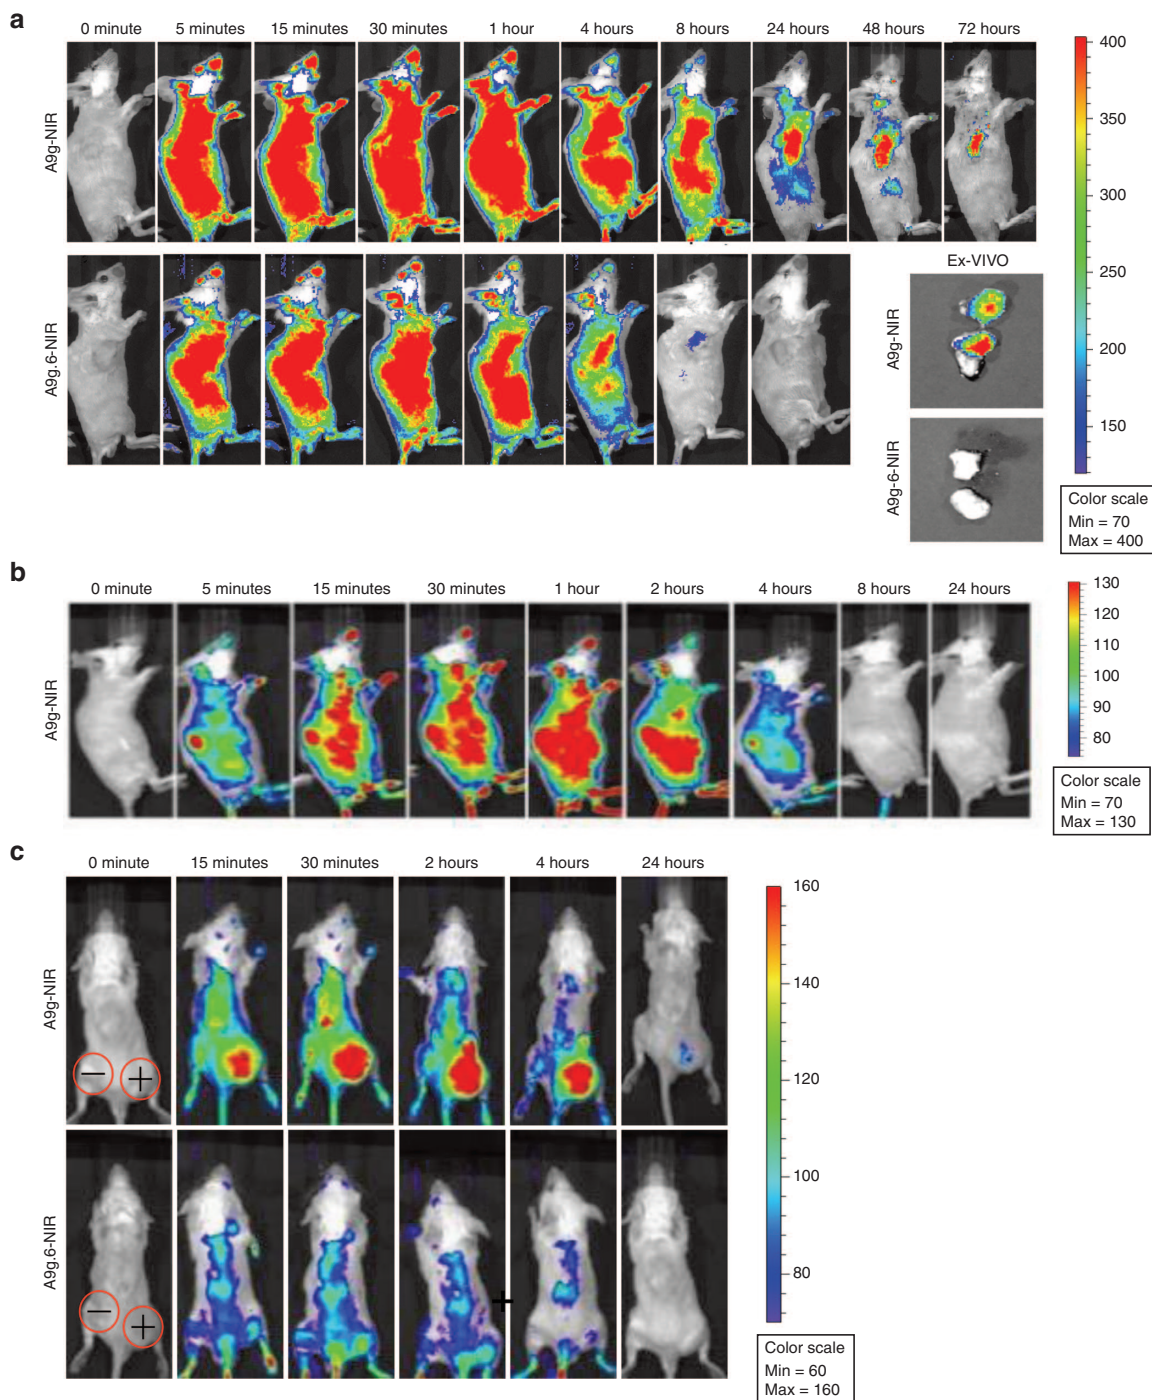 a
0 minute 5 minutes 15 minutes 30 minutes 1 hour 4 hours 8 hours 24 hours 48 hours 72 hours
A9g-NIR
400
350
300
250
200
150
A9g.6-NIR
Ex-VIVO
A9g-NIR
A9g-6-NIR
Color scale
Min = 70
Max = 400
b
0 minute 5 minutes 15 minutes 30 minutes 1 hour 2 hours 4 hours 8 hours 24 hours
A9g-NIR
130
120
110
100
90
80
Color scale
Min = 70
Max = 130
c
0 minute 15 minutes 30 minutes 2 hours 4 hours 24 hours
A9g-NIR
− +
160
140
120
100
80
A9g.6-NIR
− +
+
Color scale
Min = 60
Max = 160